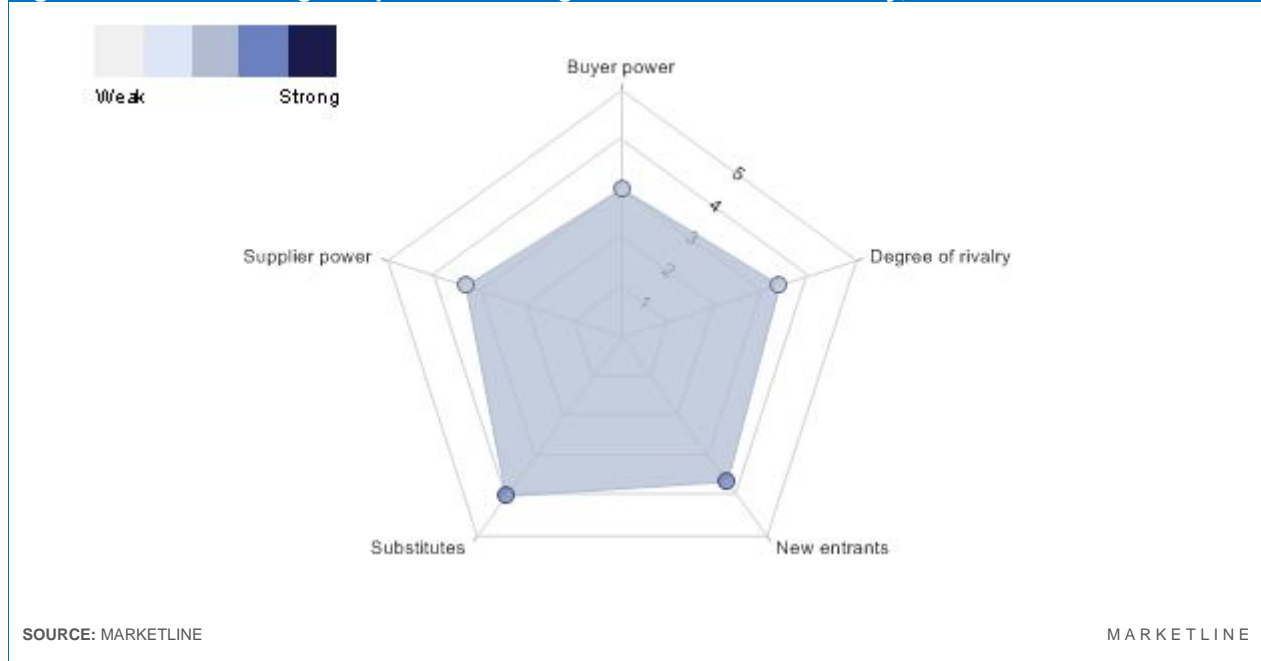 Weak
Strong
Buyer power
5
4
3
2
1
Supplier power
Degree of rivalry
Substitutes
New entrants
SOURCE: MARKETLINE
MARKETLINE